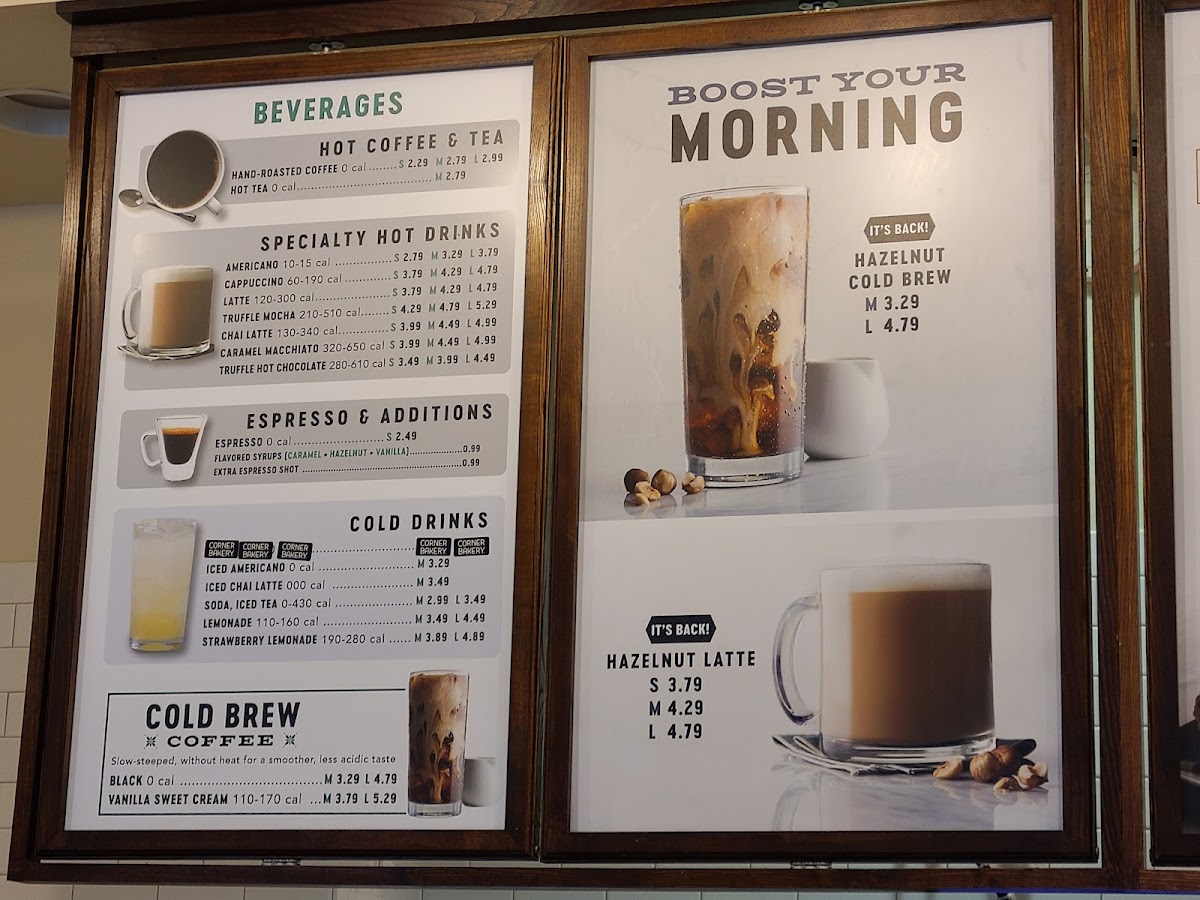 BEVERAGES
HOT COFFEE & TEA
HAND-ROASTED COFFEE 0 cal ........ S 2.29 M 2.79 L 2.99
HOT TEA 0 cal.................................... M 2.79
SPECIALTY HOT DRINKS
AMERICANO 10-15 cal ................ S 2.79 M 3.29 L 3.79
CAPPUCCINO 60-190 cal ............. S 3.79 M 4.29 L 4.79
LATTE 120-300 cal..................... S 3.79 M 4.29 L 4.79
TRUFFLE MOCHA 210-510 cal....... S 4.29 M 4.79 L 5.29
CHAI LATTE 130-340 cal.............. S 3.99 M 4.49 L 4.99
CARAMEL MACCHIATO 320-650 cal S 3.99 M 4.49 L 4.99
TRUFFLE HOT CHOCOLATE 280-610 cal S 3.49 M 3.99 L 4.49
ESPRESSO & ADDITIONS
ESPRESSO 0 cal........................ S 2.49
FLAVORED SYRUPS (CARAMEL • HAZELNUT • VANILLA)..................0.99
EXTRA ESPRESSO SHOT ........................................................0.99
COLD DRINKS
CORNER BAKERY CORNER BAKERY CORNER BAKERY ........................ CORNER BAKERY CORNER BAKERY
ICED AMERICANO 0 cal .......................... M 3.29
ICED CHAI LATTE 000 cal ..................... M 3.49
SODA, ICED TEA 0-430 cal .................... M 2.99 L 3.49
LEMONADE 110-160 cal ....................... M 3.49 L 4.49
STRAWBERRY LEMONADE 190-280 cal ...... M 3.89 L 4.89
COLD BREW
COFFEE
Slow-steeped, without heat for a smoother, less acidic taste
BLACK 0 cal .................................. M 3.29 L 4.79
VANILLA SWEET CREAM 110-170 cal ... M 3.79 L 5.29
BOOST YOUR
MORNING
IT'S BACK!
HAZELNUT
COLD BREW
M 3.29
L 4.79
IT'S BACK!
HAZELNUT LATTE
S 3.79
M 4.29
L 4.79